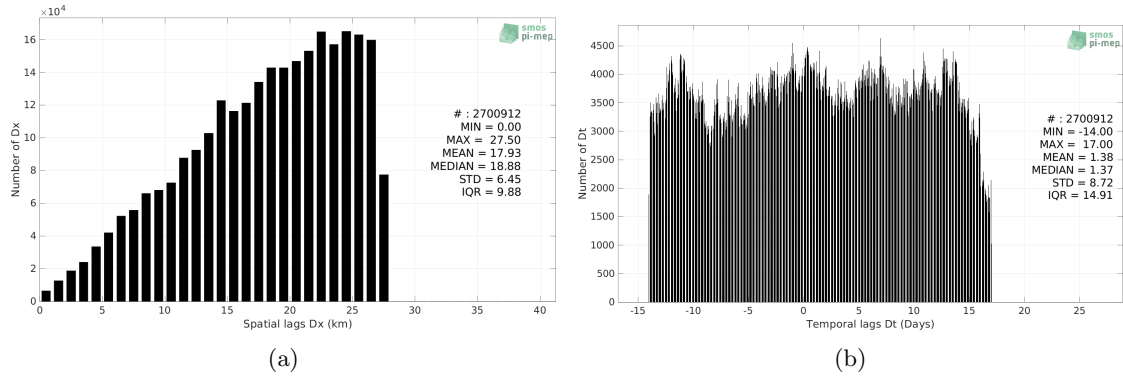 ×10⁴
16
14
12
10
8
6
4
2
0
Number of Dx
smos
pi-mep
# : 2700912
MIN = 0.00
MAX = 27.50
MEAN = 17.93
MEDIAN = 18.88
STD = 6.45
IQR = 9.88
0 5 10 15 20 25 30 35 40
Spatial lags Dx (km)
(a)
4500
4000
3500
3000
2500
2000
1500
1000
500
0
Number of Dt
smos
pi-mep
# : 2700912
MIN = -14.00
MAX = 17.00
MEAN = 1.38
MEDIAN = 1.37
STD = 8.72
IQR = 14.91
-15 -10 -5 0 5 10 15 20 25
Temporal lags Dt (Days)
(b)